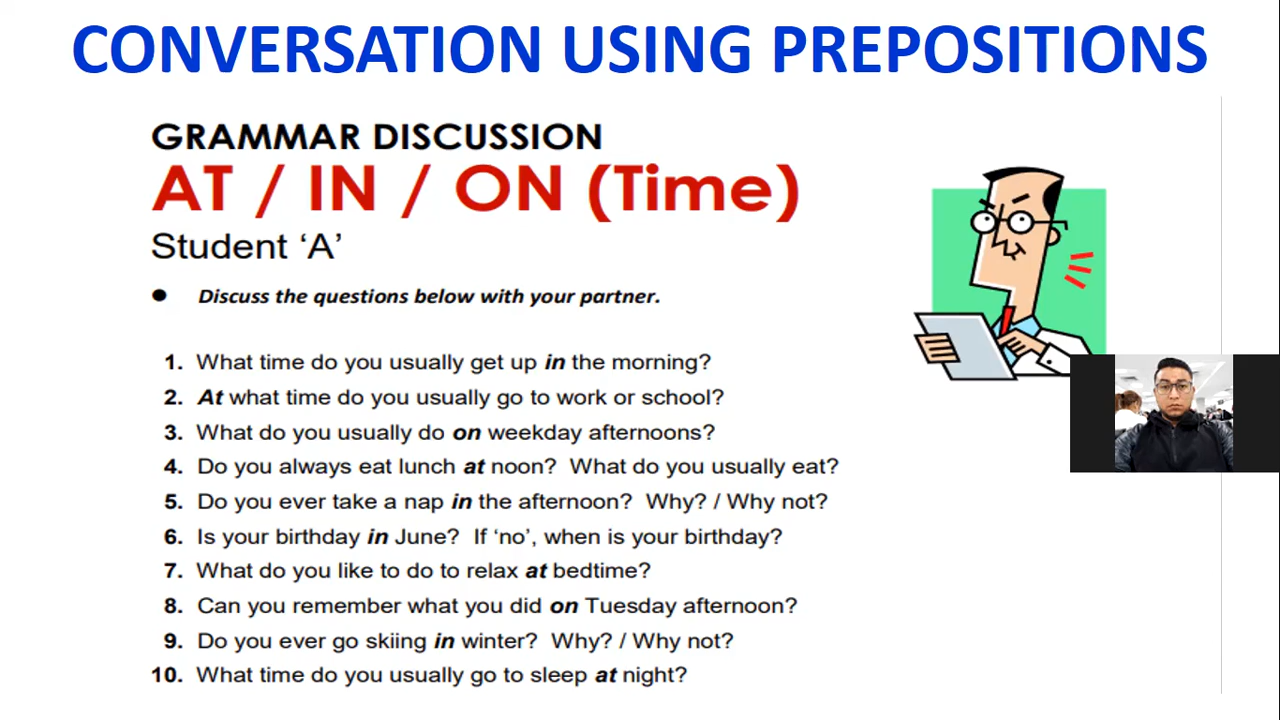 CONVERSATION USING PREPOSITIONS
GRAMMAR DISCUSSION
AT / IN / ON (Time)
Student ‘A’
● Discuss the questions below with your partner.
1. What time do you usually get up in the morning?
2. At what time do you usually go to work or school?
3. What do you usually do on weekday afternoons?
4. Do you always eat lunch at noon? What do you usually eat?
5. Do you ever take a nap in the afternoon? Why? / Why not?
6. Is your birthday in June? If ‘no’, when is your birthday?
7. What do you like to do to relax at bedtime?
8. Can you remember what you did on Tuesday afternoon?
9. Do you ever go skiing in winter? Why? / Why not?
10. What time do you usually go to sleep at night?